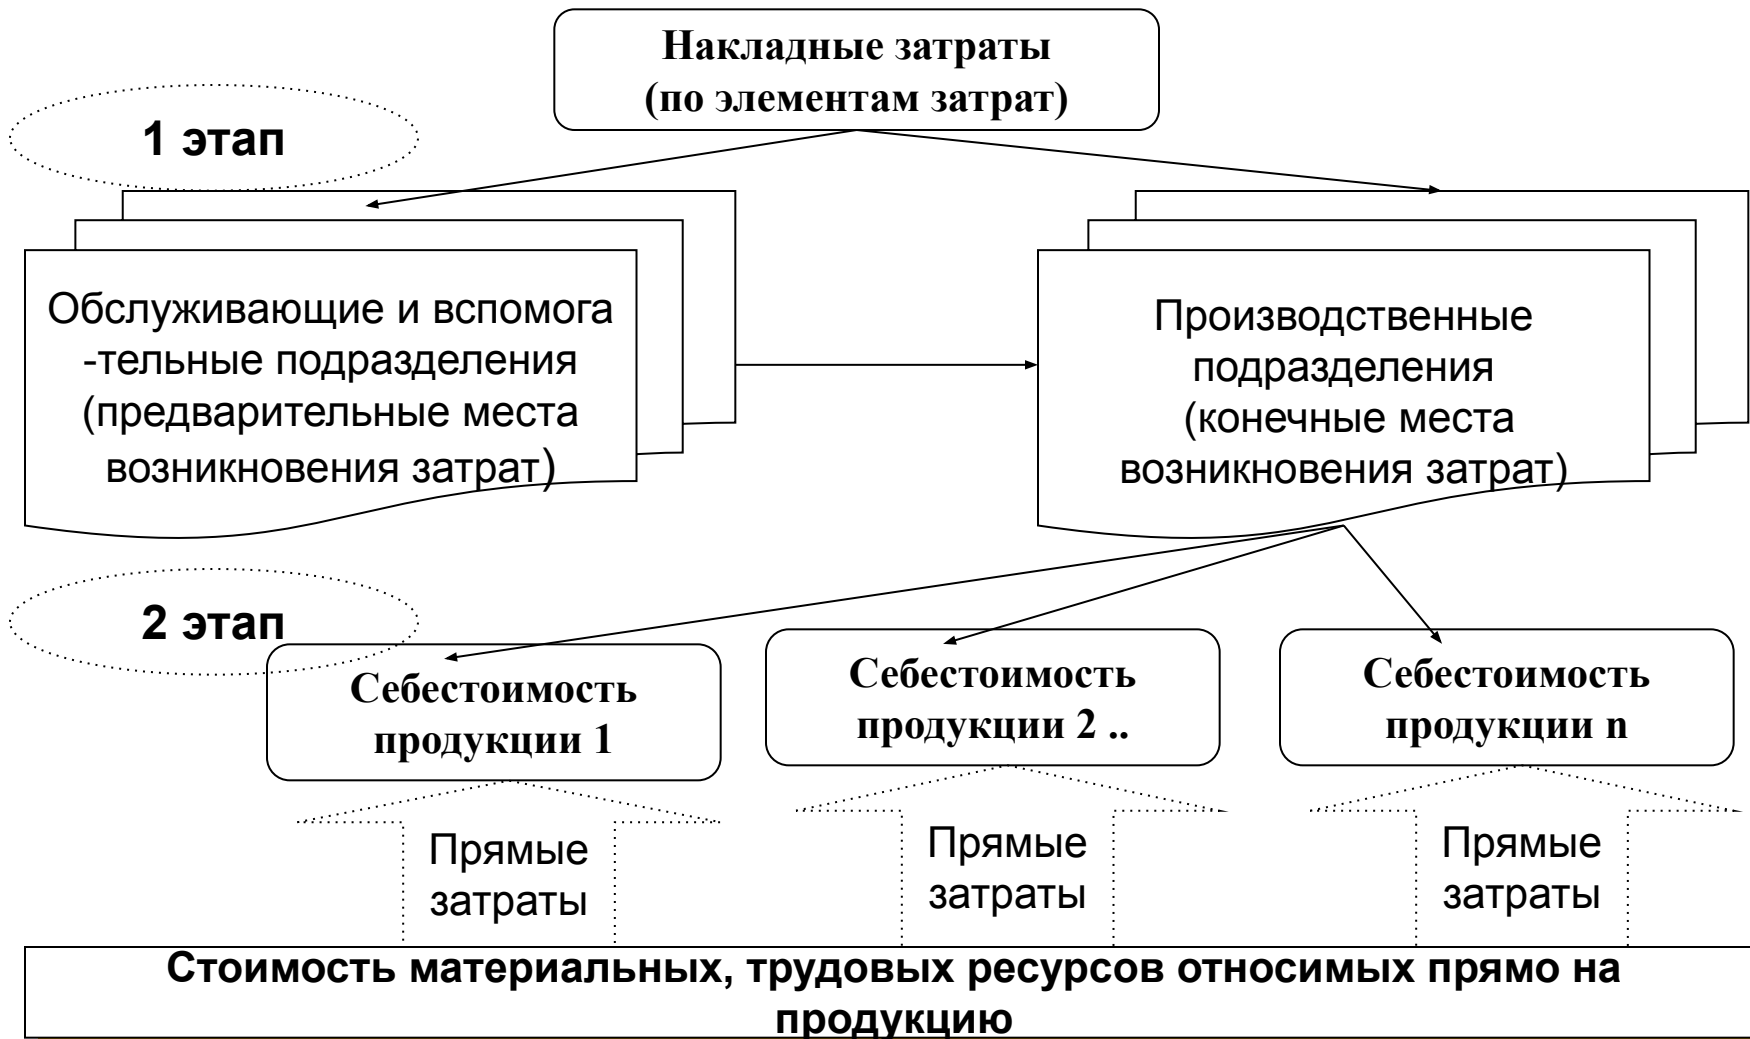 Накладные затраты
(по элементам затрат)
1 этап
Обслуживающие и вспомога
-тельные подразделения
(предварительные места
возникновения затрат)
Производственные
подразделения
(конечные места
возникновения затрат)
2 этап
Себестоимость
продукции 1
Себестоимость
продукции 2 ..
Себестоимость
продукции n
Прямые
затраты
Прямые
затраты
Прямые
затраты
Стоимость материальных, трудовых ресурсов относимых прямо на
продукцию